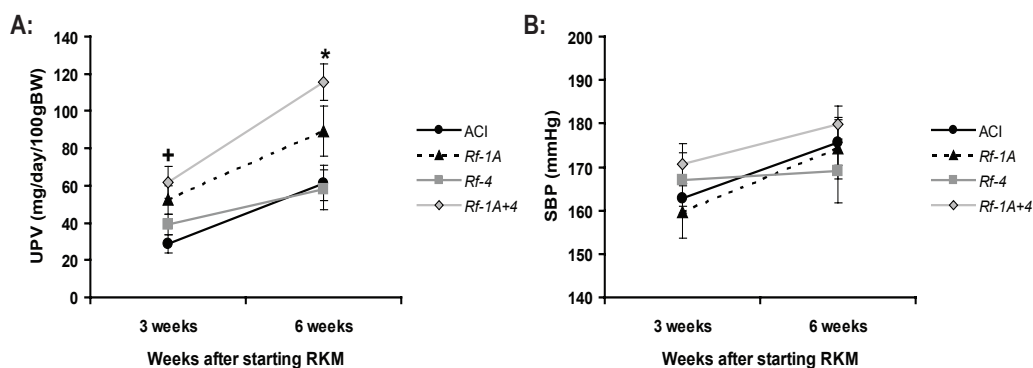 A:
140
120
100
80
60
40
20
0
UPV (mg/day/100gBW)
+
*
3 weeks
6 weeks
Weeks after starting RKM
ACI
Rf-1A
Rf-4
Rf-1A+4
B:
200
190
180
170
160
150
140
SBP (mmHg)
3 weeks
6 weeks
Weeks after starting RKM
ACI
Rf-1A
Rf-4
Rf-1A+4